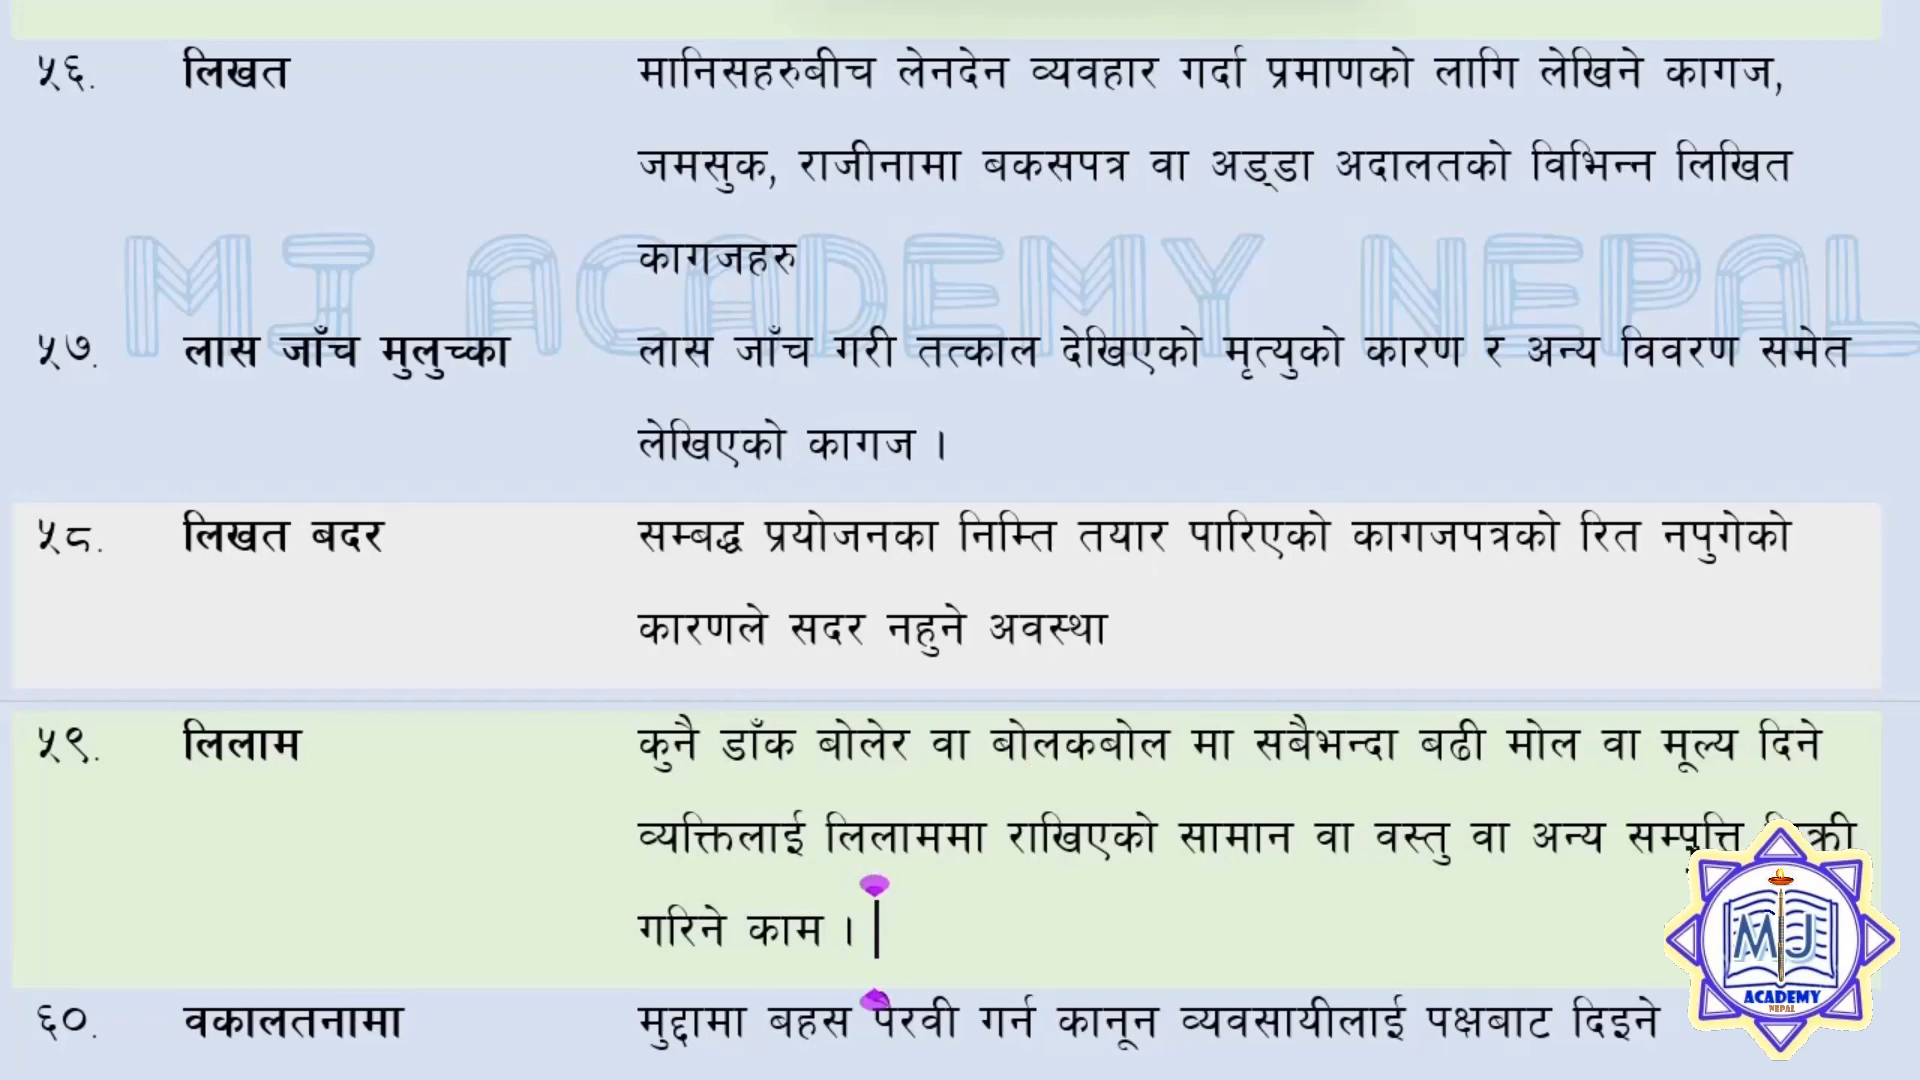 ५६. लिखत मानिसहरुबीच लेनदेन व्यवहार गर्दा प्रमाणको लागि लेखिने कागज,
जमसुक, राजीनामा बकसपत्र वा अड्डा अदालतको विभिन्न लिखित
कागजहरु
MJ ACADEMY NEPAL
५७. लास जाँच मुलुच्का लास जाँच गरी तत्काल देखिएको मृत्युको कारण र अन्य विवरण समेत
लेखिएको कागज ।
५८. लिखत बदर सम्बद्ध प्रयोजनका निम्ति तयार पारिएको कागजपत्रको रित नपुगेको
कारणले सदर नहुने अवस्था
५९. लिलाम कुनै डाँक बोलेर वा बोलकबोल मा सबैभन्दा बढी मोल वा मूल्य दिने
व्यक्तिलाई लिलाममा राखिएको सामान वा वस्तु वा अन्य सम्पत्ति
गरिने काम ।
६०. वकालतनामा मुद्दामा बहस पैरवी गर्न कानून व्यवसायीलाई पक्षबाट दिइने
MJ
ACADEMY
NEPAL